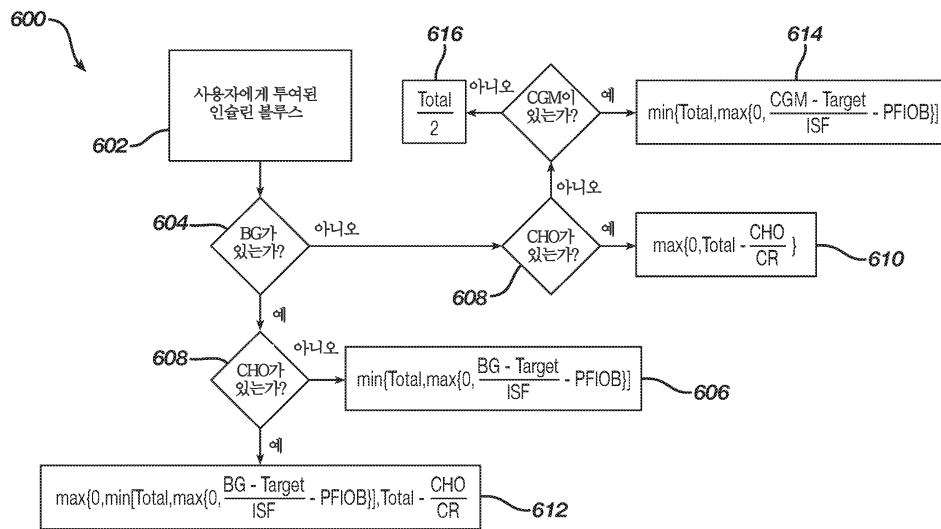 600
사용자에게 투여된
인슐린 볼루스
602
616
Total
2
아니오
CGM이
있는가?
예
614
min{Total,max{0, CGM - Target / ISF - PFIOB}]
아니오
604
BG가
있는가?
아니오
CHO가
있는가?
608
예
max{0,Total - CHO / CR }
610
예
608
CHO가
있는가?
아니오
min{Total,max{0, BG - Target / ISF - PFIOB}]
606
예
max{0,min[Total,max{0, BG - Target / ISF - PFIOB}],Total - CHO / CR
612